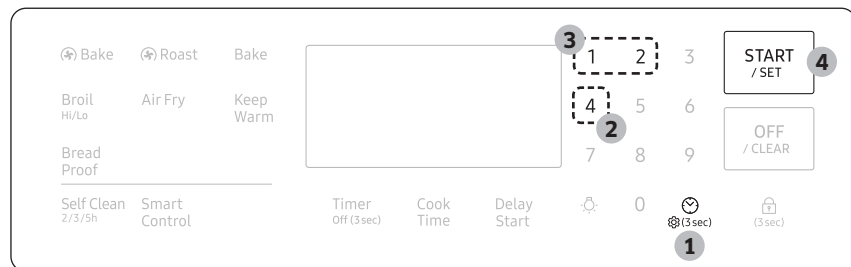 Bake Roast Bake
3
1 2 3
START
/ SET
4
Broil
Hi/Lo
Air Fry
Keep
Warm
4 5 6
2
OFF
/ CLEAR
Bread
Proof
7 8 9
Self Clean
2/3/5h
Smart
Control
Timer
Off (3 sec)
Cook
Time
Delay
Start
0
(3 sec)
1
(3 sec)